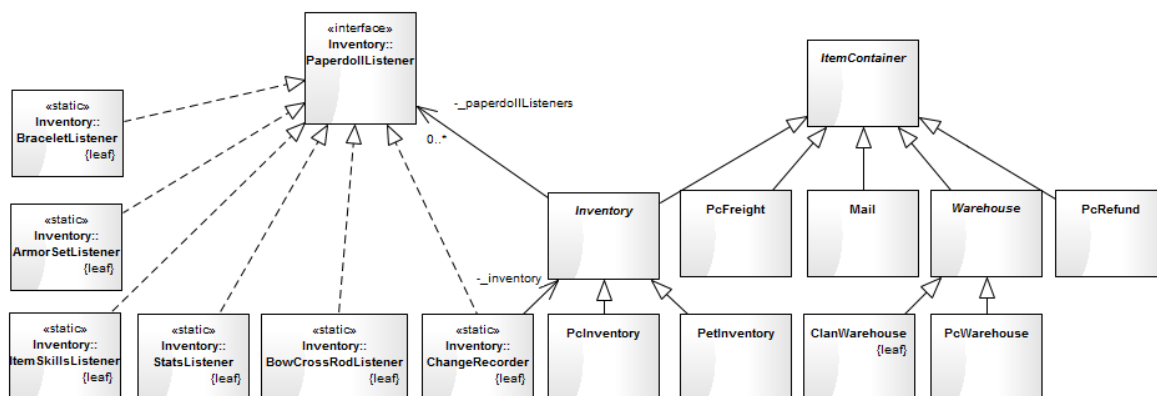 «interface»
Inventory::
PaperdollListener
ItemContainer
-_paperdollListeners
0..*
«static»
Inventory::
BraceletListener
{leaf}
«static»
Inventory::
ArmorSetListener
{leaf}
Inventory
PcFreight
Mail
Warehouse
PcRefund
-_inventory
«static»
Inventory::
ItemSkillsListener
{leaf}
«static»
Inventory::
StatsListener
{leaf}
«static»
Inventory::
BowCrossRodListener
{leaf}
«static»
Inventory::
ChangeRecorder
{leaf}
PcInventory
PetInventory
ClanWarehouse
{leaf}
PcWarehouse